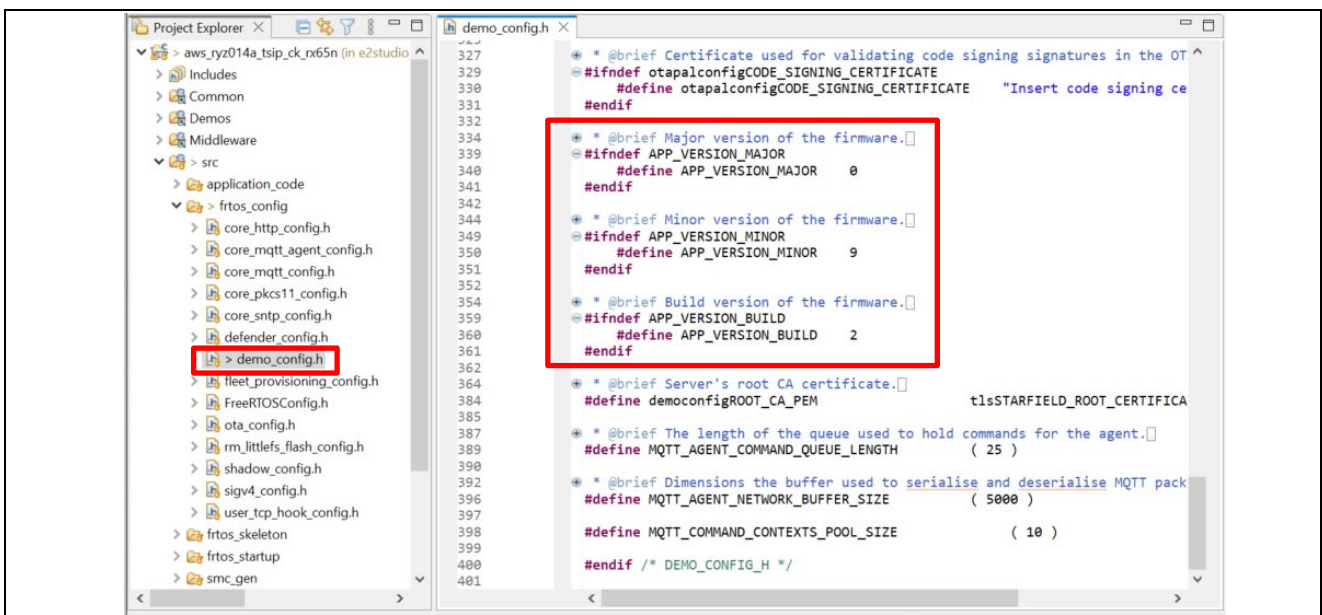 Project Explorer
> aws_ryz014a_tsip_ck_rx65n (in e2studio
Includes
Common
Demos
Middleware
> src
application_code
> frtos_config
core_http_config.h
core_mqtt_agent_config.h
core_mqtt_config.h
core_pkcs11_config.h
core_sntp_config.h
defender_config.h
> demo_config.h
fleet_provisioning_config.h
FreeRTOSConfig.h
ota_config.h
rm_littlefs_flash_config.h
shadow_config.h
sigv4_config.h
user_tcp_hook_config.h
frtos_skeleton
frtos_startup
smc_gen
demo_config.h
327 * @brief Certificate used for validating code signing signatures in the OT
329 #ifndef otapalconfigCODE_SIGNING_CERTIFICATE
330 #define otapalconfigCODE_SIGNING_CERTIFICATE "Insert code signing ce
331 #endif
332
334 * @brief Major version of the firmware.
339 #ifndef APP_VERSION_MAJOR
340 #define APP_VERSION_MAJOR 0
341 #endif
342
344 * @brief Minor version of the firmware.
349 #ifndef APP_VERSION_MINOR
350 #define APP_VERSION_MINOR 9
351 #endif
352
354 * @brief Build version of the firmware.
359 #ifndef APP_VERSION_BUILD
360 #define APP_VERSION_BUILD 2
361 #endif
362
364 * @brief Server's root CA certificate.
384 #define democonfigROOT_CA_PEM tlsSTARFIELD_ROOT_CERTIFICA
385
387 * @brief The length of the queue used to hold commands for the agent.
389 #define MQTT_AGENT_COMMAND_QUEUE_LENGTH ( 25 )
390
392 * @brief Dimensions the buffer used to serialise and deserialise MQTT pack
396 #define MQTT_AGENT_NETWORK_BUFFER_SIZE ( 5000 )
397
398 #define MQTT_COMMAND_CONTEXTS_POOL_SIZE ( 10 )
399
400 #endif /* DEMO_CONFIG_H */
401